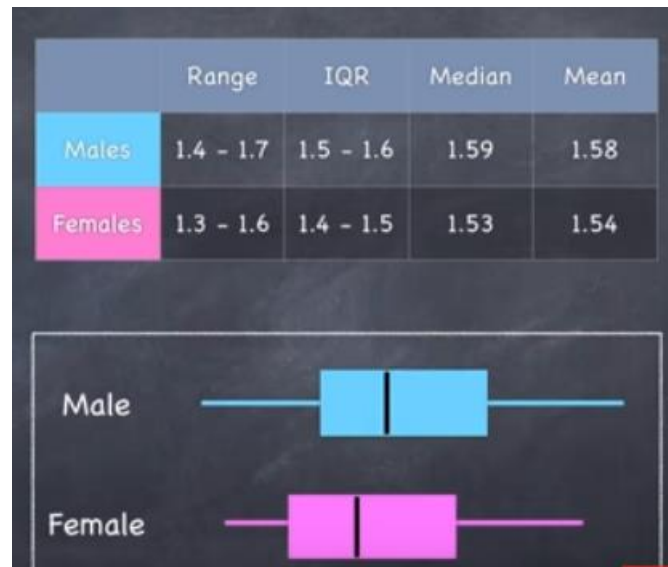 Range IQR Median Mean
Males 1.4 - 1.7 1.5 - 1.6 1.59 1.58
Females 1.3 - 1.6 1.4 - 1.5 1.53 1.54
Male
Female